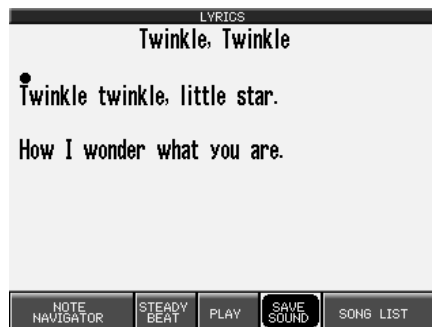 LYRICS
Twinkle, Twinkle
Twinkle twinkle, little star.
How I wonder what you are.
NOTE NAVIGATOR
STEADY BEAT
PLAY
SAVE SOUND
SONG LIST